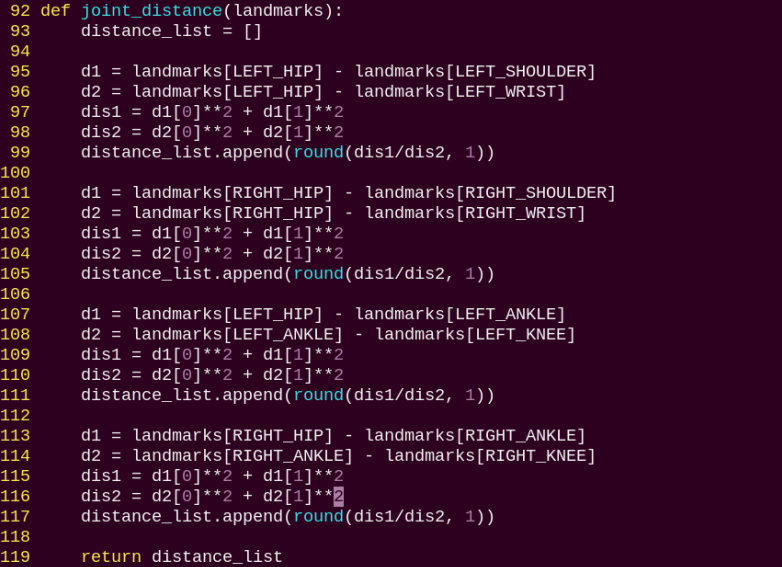 92 def joint_distance(landmarks):
93     distance_list = []
94
95     d1 = landmarks[LEFT_HIP] - landmarks[LEFT_SHOULDER]
96     d2 = landmarks[LEFT_HIP] - landmarks[LEFT_WRIST]
97     dis1 = d1[0]**2 + d1[1]**2
98     dis2 = d2[0]**2 + d2[1]**2
99     distance_list.append(round(dis1/dis2, 1))
100
101     d1 = landmarks[RIGHT_HIP] - landmarks[RIGHT_SHOULDER]
102     d2 = landmarks[RIGHT_HIP] - landmarks[RIGHT_WRIST]
103     dis1 = d1[0]**2 + d1[1]**2
104     dis2 = d2[0]**2 + d2[1]**2
105     distance_list.append(round(dis1/dis2, 1))
106
107     d1 = landmarks[LEFT_HIP] - landmarks[LEFT_ANKLE]
108     d2 = landmarks[LEFT_ANKLE] - landmarks[LEFT_KNEE]
109     dis1 = d1[0]**2 + d1[1]**2
110     dis2 = d2[0]**2 + d2[1]**2
111     distance_list.append(round(dis1/dis2, 1))
112
113     d1 = landmarks[RIGHT_HIP] - landmarks[RIGHT_ANKLE]
114     d2 = landmarks[RIGHT_ANKLE] - landmarks[RIGHT_KNEE]
115     dis1 = d1[0]**2 + d1[1]**2
116     dis2 = d2[0]**2 + d2[1]**2
117     distance_list.append(round(dis1/dis2, 1))
118
119     return distance_list